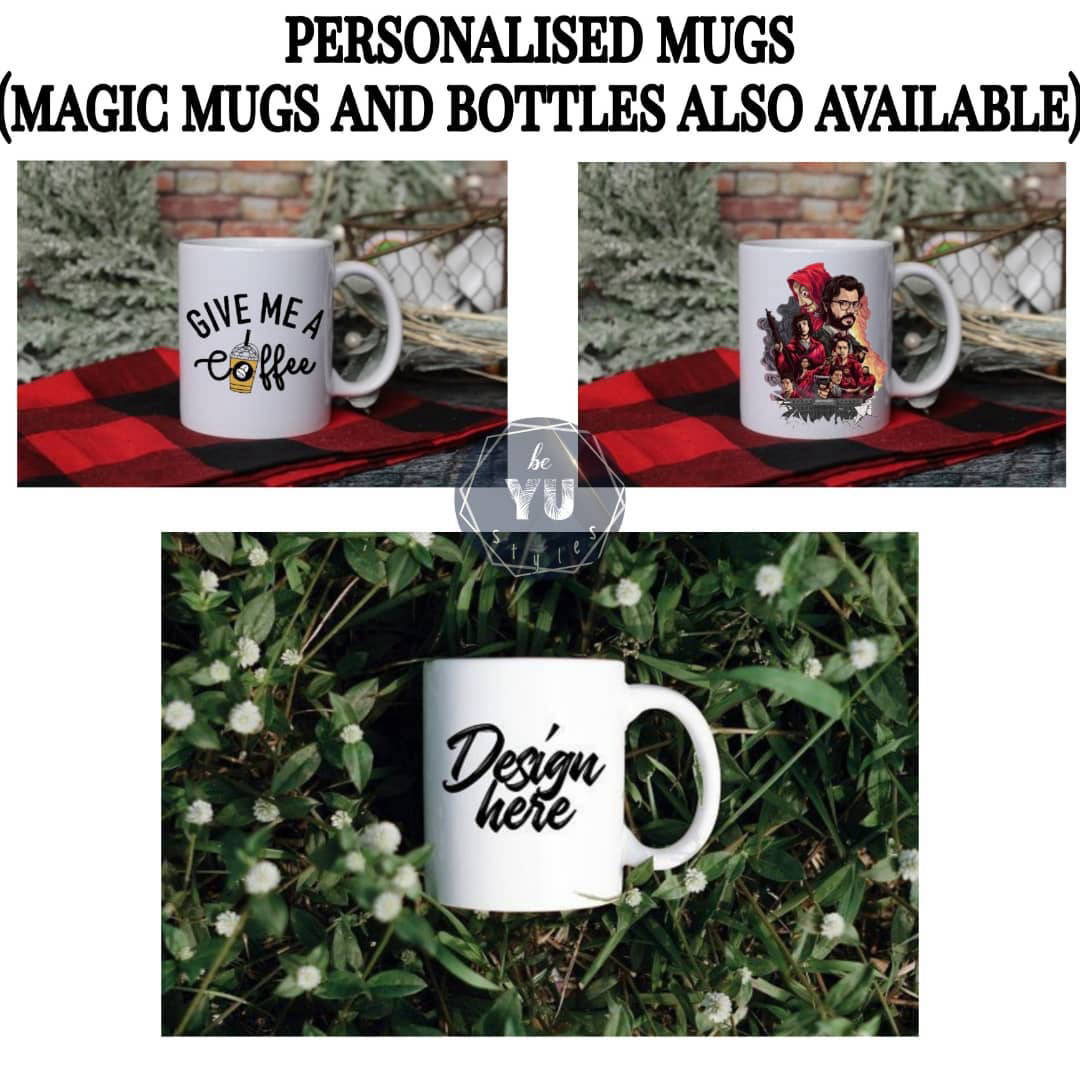 PERSONALISED MUGS
(MAGIC MUGS AND BOTTLES ALSO AVAILABLE)
GIVE ME A
Coffee
be
YU
styles
Design
here